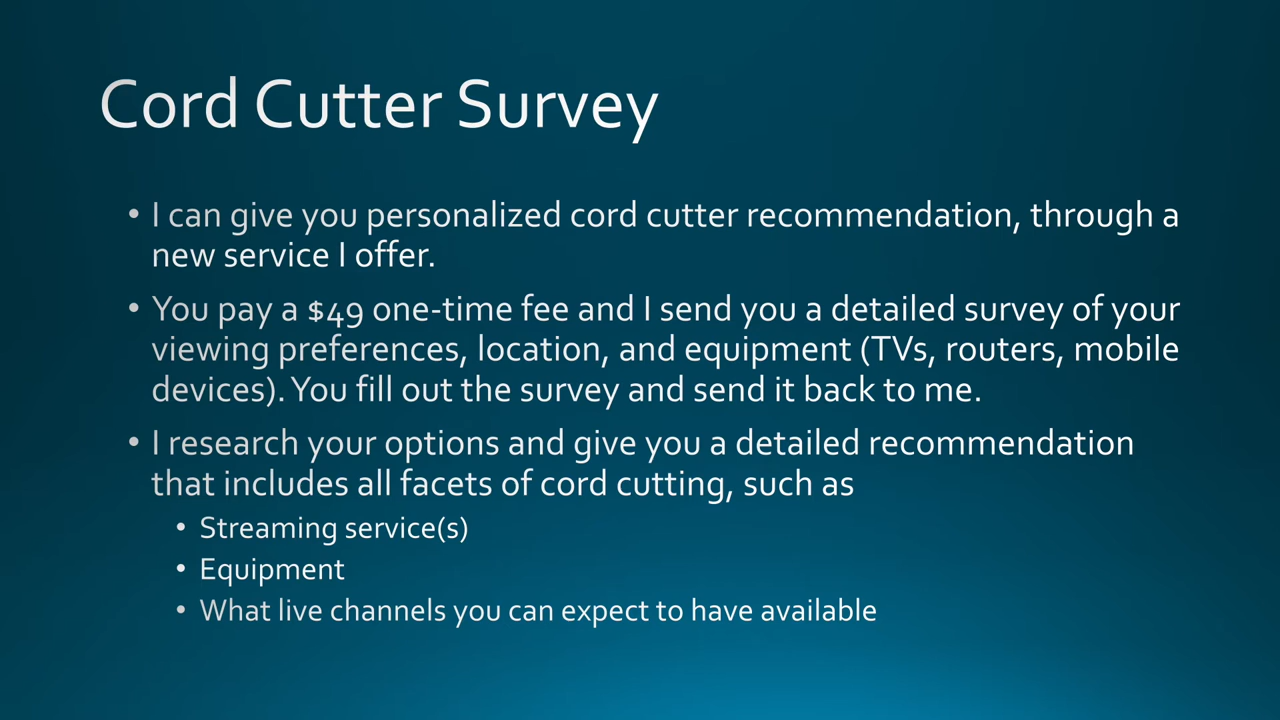 Cord Cutter Survey
• I can give you personalized cord cutter recommendation, through a
new service I offer.
• You pay a $49 one-time fee and I send you a detailed survey of your
viewing preferences, location, and equipment (TVs, routers, mobile
devices). You fill out the survey and send it back to me.
• I research your options and give you a detailed recommendation
that includes all facets of cord cutting, such as
• Streaming service(s)
• Equipment
• What live channels you can expect to have available